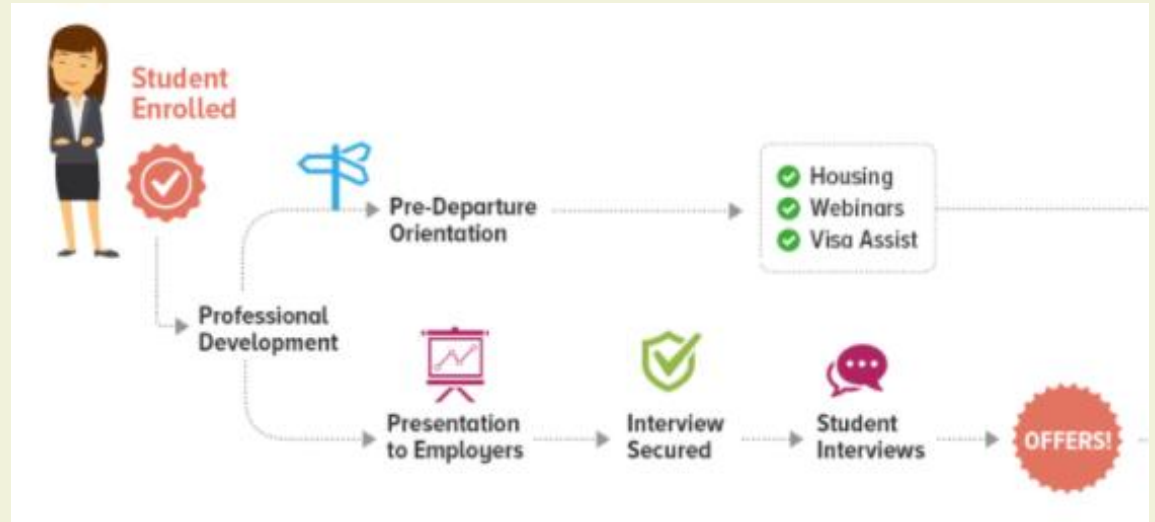 Student
Enrolled
Pre-Departure
Orientation
Housing
Webinars
Visa Assist
Professional
Development
Presentation
to Employers
Interview
Secured
Student
Interviews
OFFERS!